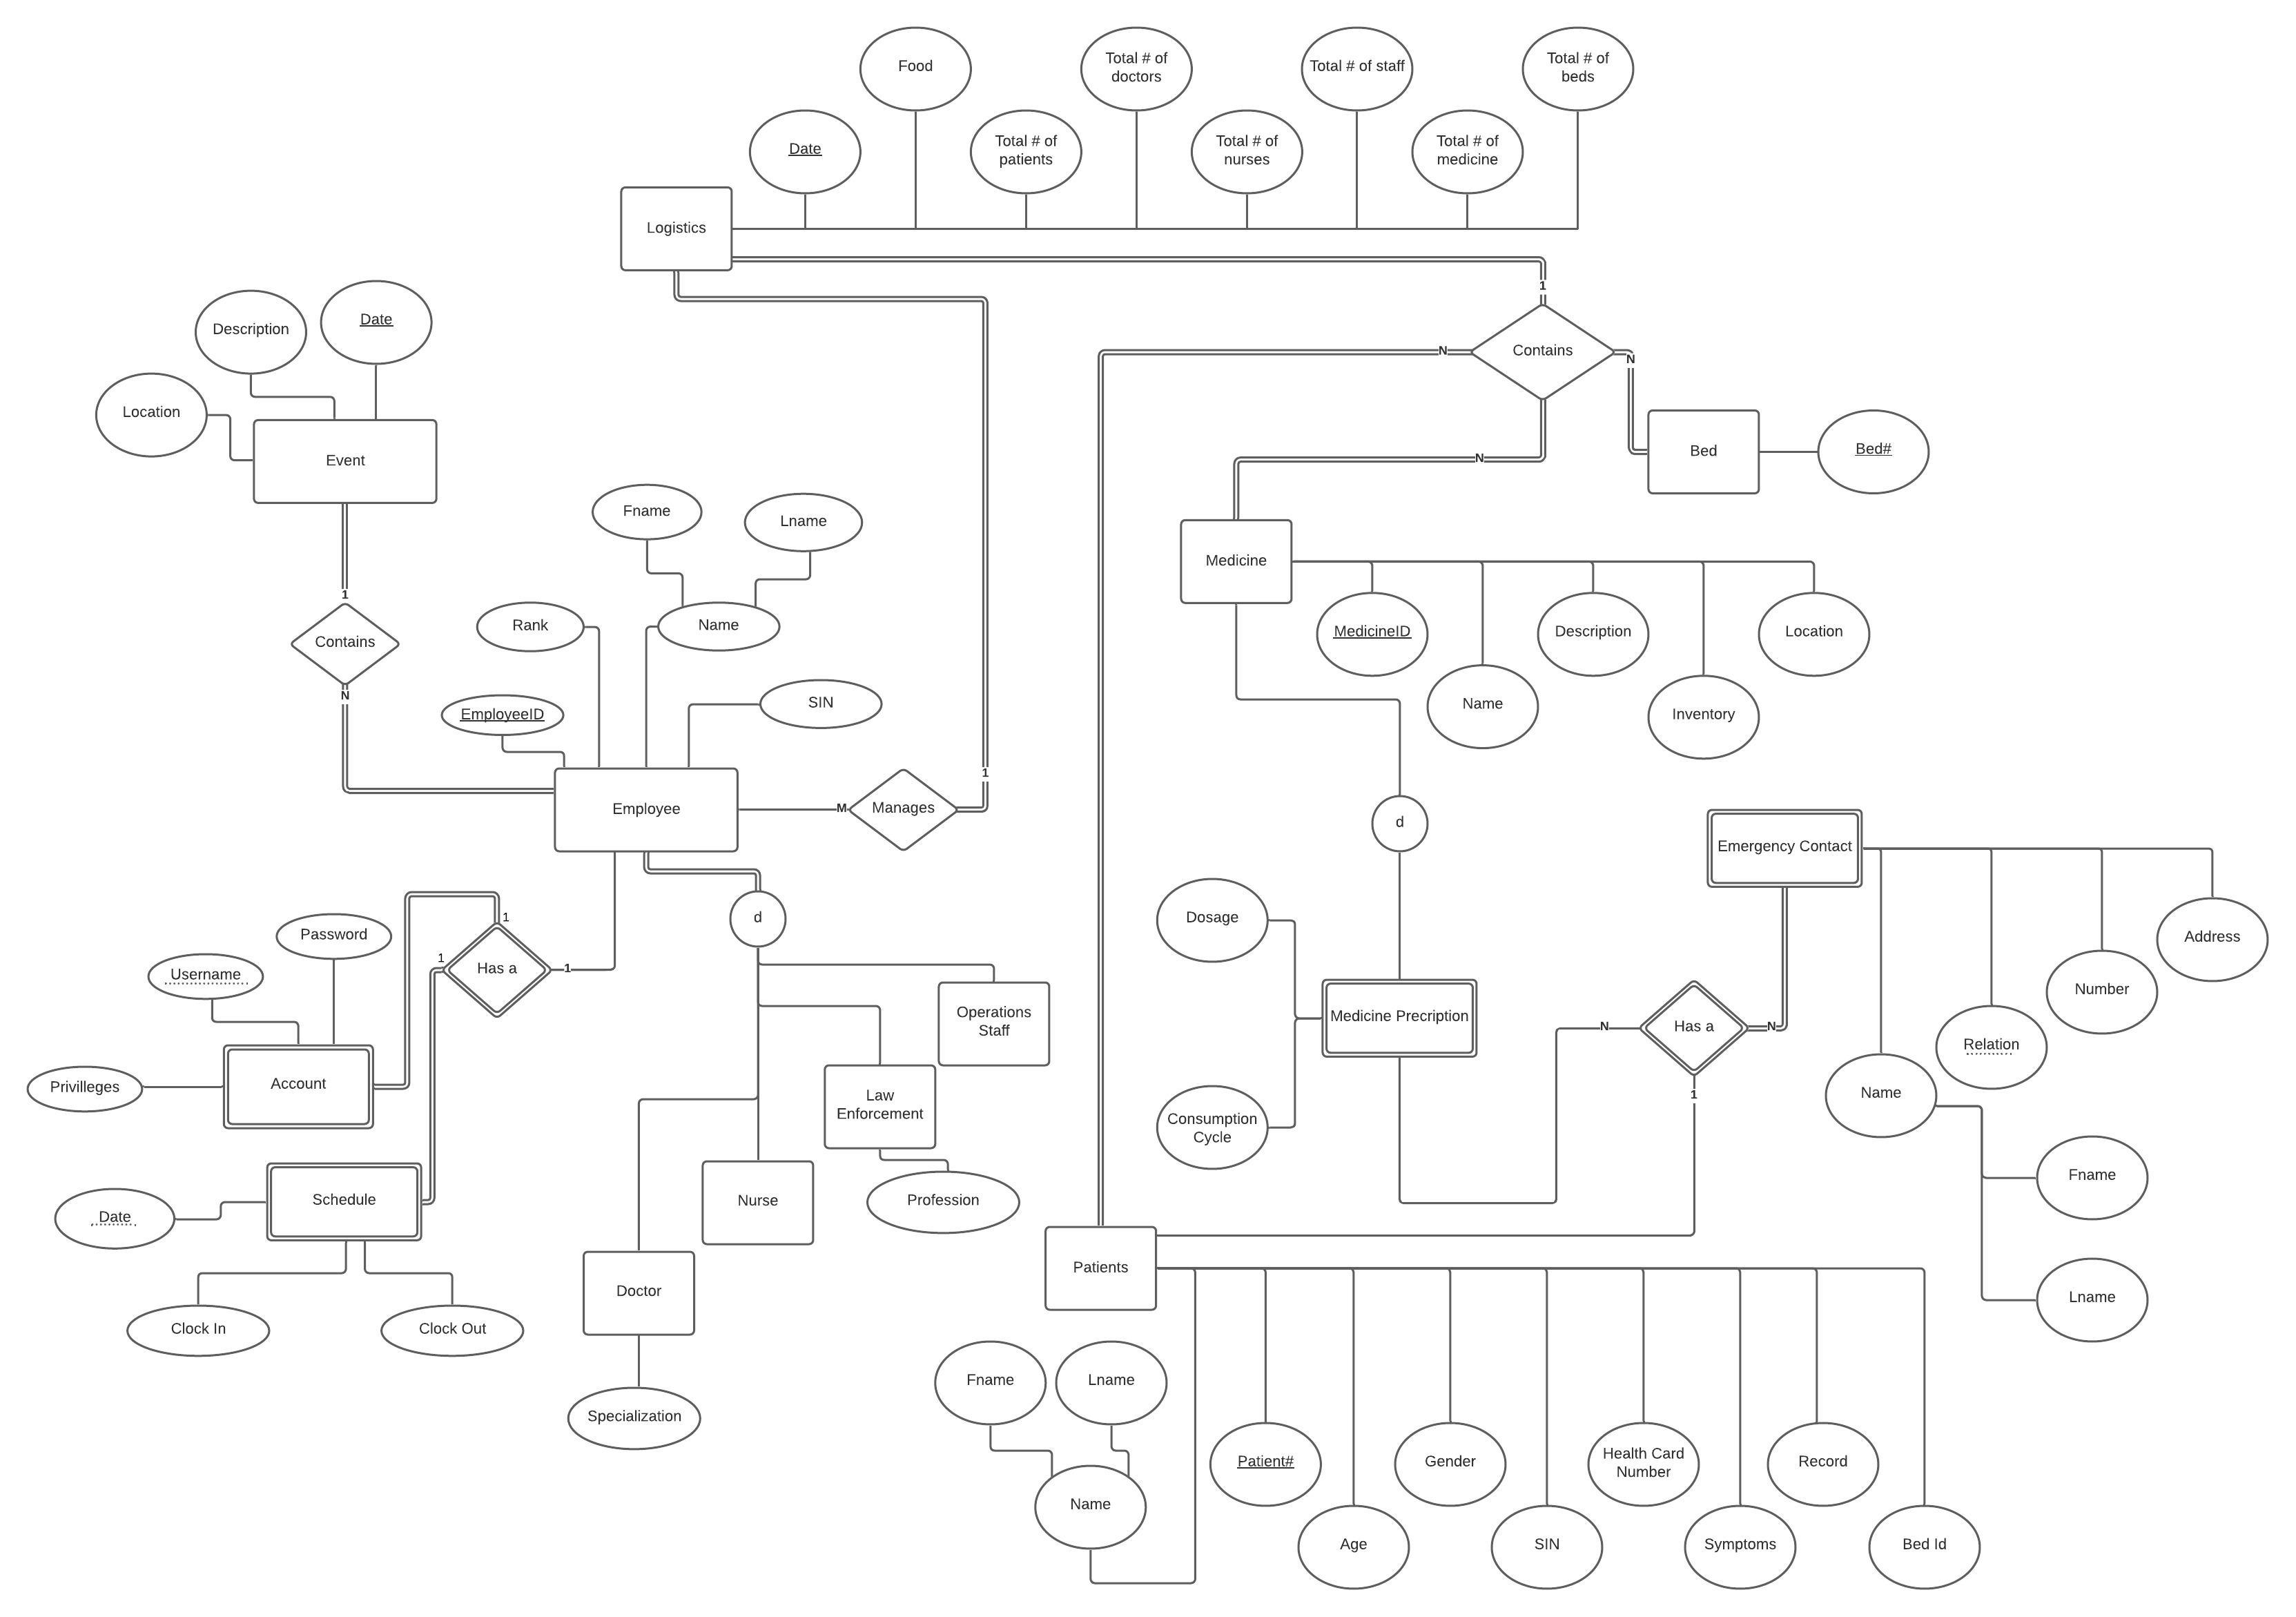 Food
Total # of
doctors
Total # of staff
Total # of
beds
Date
Total # of
patients
Total # of
nurses
Total # of
medicine
Logistics
1
Description
Date
Location
Event
N
Contains
N
N
Bed
Bed#
Fname
Lname
Medicine
1
Contains
N
Rank
Name
MedicineID
Description
Location
Name
Inventory
EmployeeID
SIN
1
Employee
M
Manages
d
Emergency Contact
d
Dosage
Address
Password
1
1
Username
Has a
1
Number
Operations
Staff
Medicine Precription
N
Has a
N
Relation
Account
Privilleges
Law
Enforcement
1
Name
Consumption
Cycle
Schedule
Date
Nurse
Profession
Fname
Patients
Doctor
Lname
Clock In
Clock Out
Fname
Lname
Specialization
Name
Patient#
Gender
Health Card
Number
Record
Age
SIN
Symptoms
Bed Id